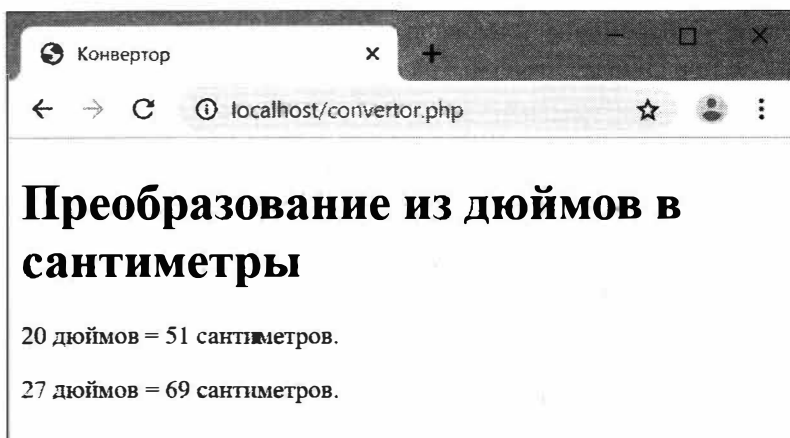 Конвертор
localhost/convertor.php
Преобразование из дюймов в
сантиметры
20 дюймов = 51 сантиметров.
27 дюймов = 69 сантиметров.